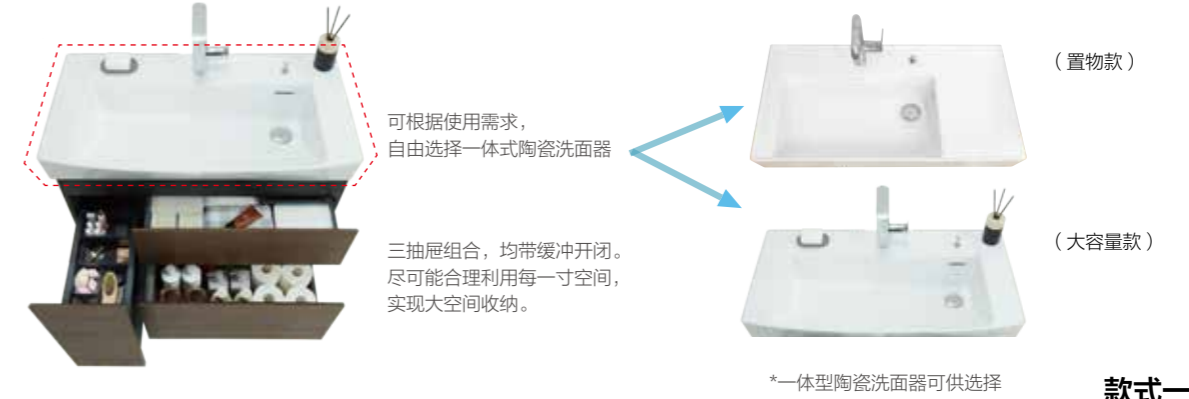 可根据使用需求，
自由选择一体式陶瓷洗面器
三抽屉组合，均带缓冲开闭。
尽可能合理利用每一寸空间，
实现大空间收纳。
（置物款）
（大容量款）
*一体型陶瓷洗面器可供选择
款式一